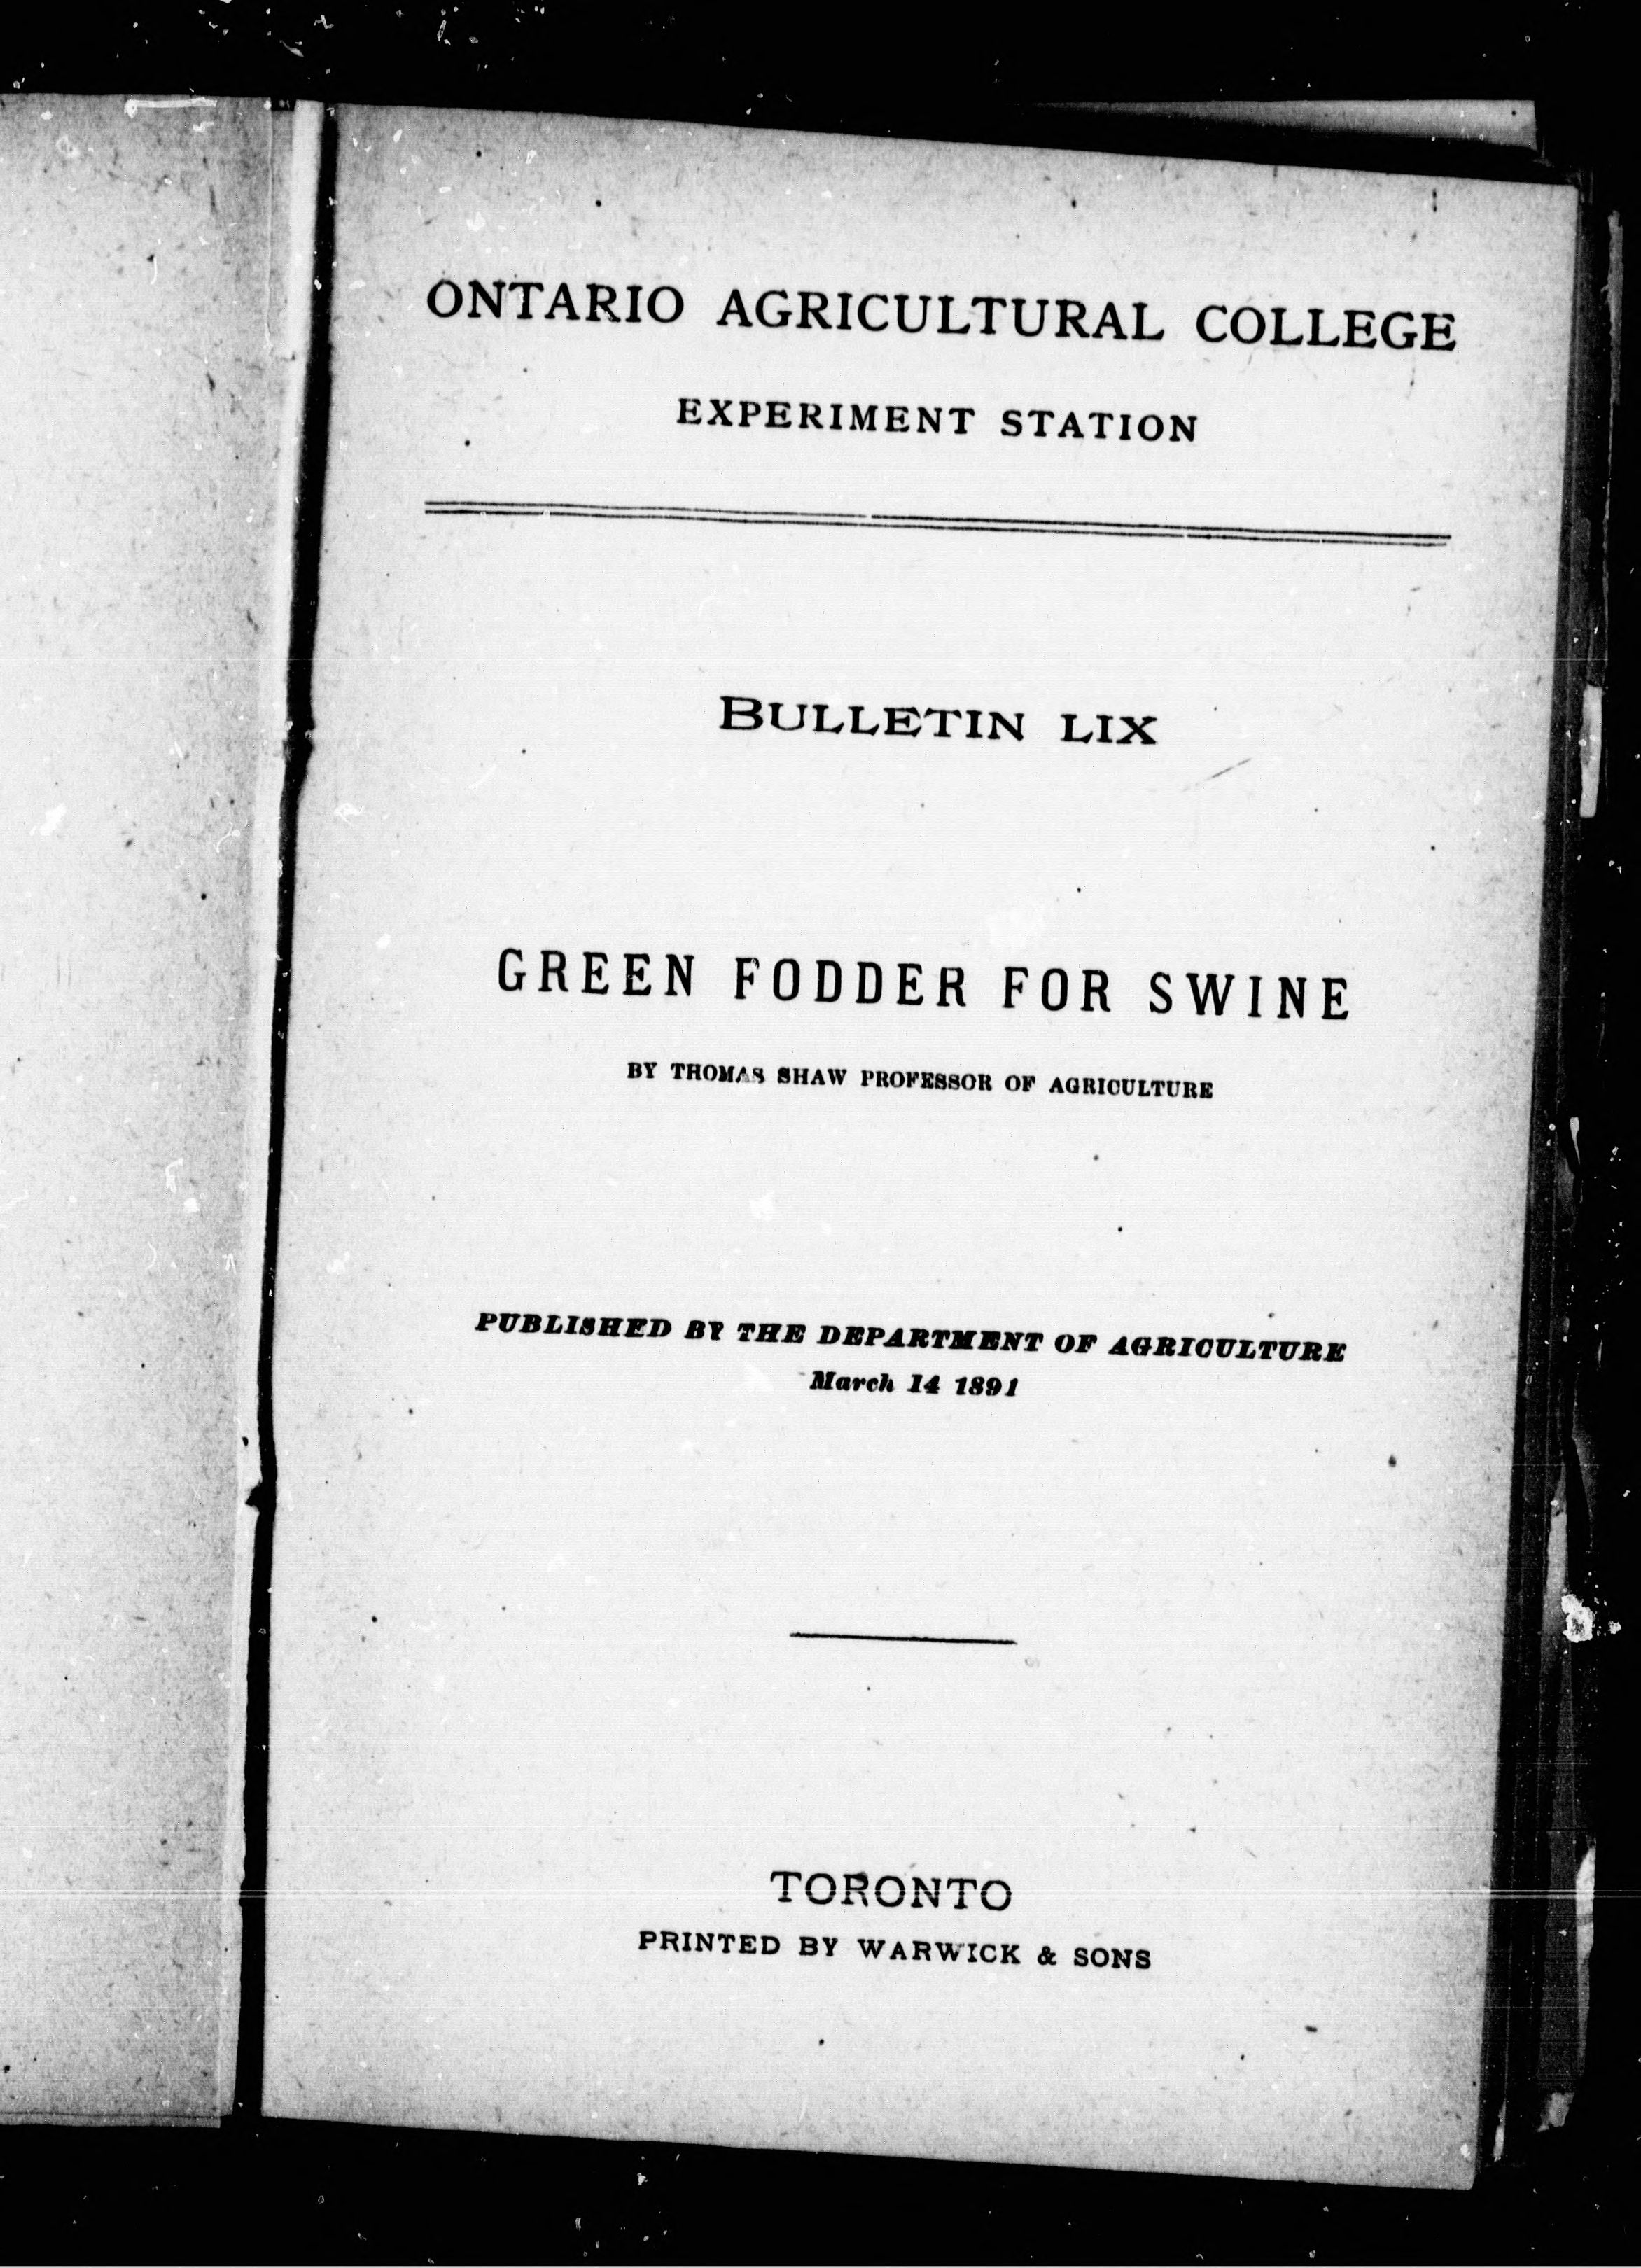 ONTARIO AGRICULTURAL COLLEGE
EXPERIMENT STATION
BULLETIN LIX
GREEN FODDER FOR SWINE
BY THOMAS SHAW PROFESSOR OF AGRICULTURE
PUBLISHED BY THE DEPARTMENT OF AGRICULTURE
March 14 1891
TORONTO
PRINTED BY WARWICK & SONS